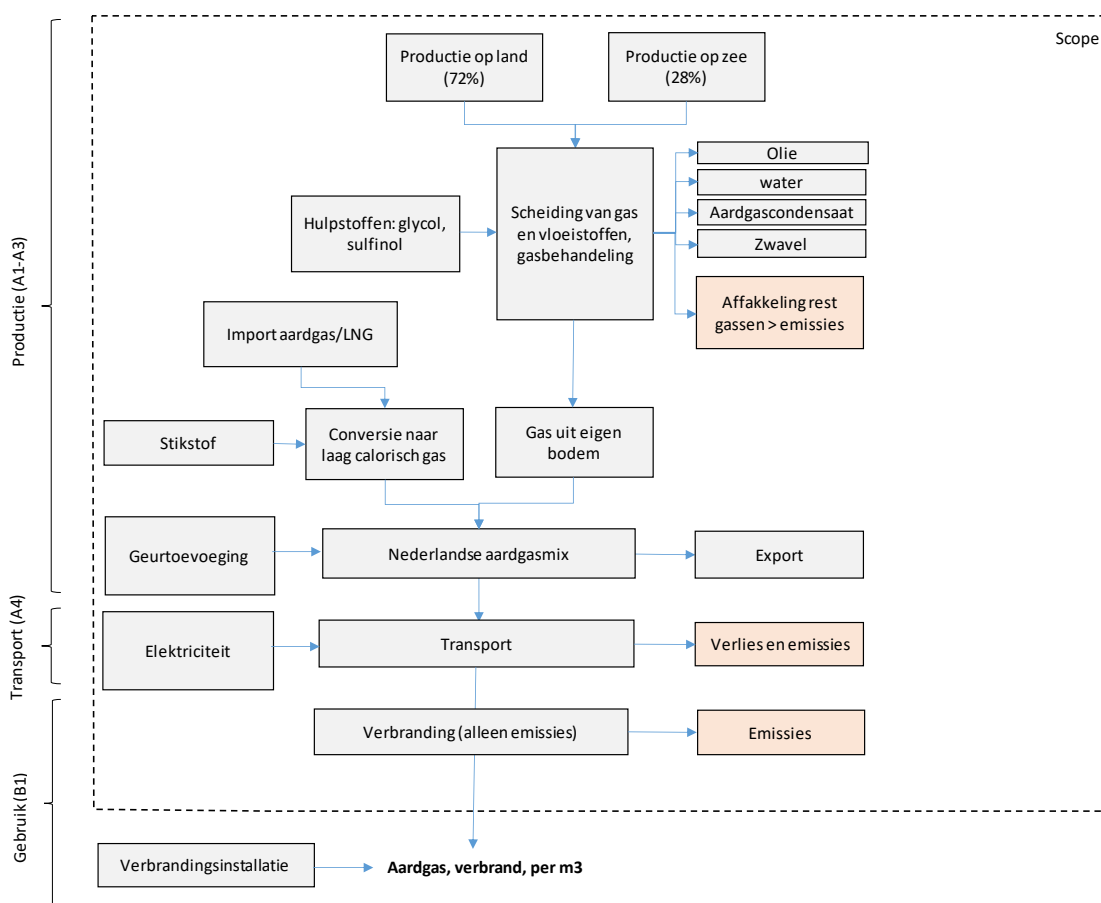 Scope
Productie op land
(72%)
Productie op zee
(28%)
Olie
water
Aardgascondensaat
Zwavel
Scheiding van gas
en vloeistoffen,
gasbehandeling
Hulpstoffen: glycol,
sulfinol
Affakkeling rest
gassen > emissies
Productie (A1-A3)
Import aardgas/LNG
Stikstof
Conversie naar
laag calorisch gas
Gas uit eigen
bodem
Geurtoevoeging
Nederlandse aardgasmix
Export
Transport (A4)
Elektriciteit
Transport
Verlies en emissies
Verbranding (alleen emissies)
Emissies
Gebruik (B1)
Verbrandingsinstallatie
Aardgas, verbrand, per m3